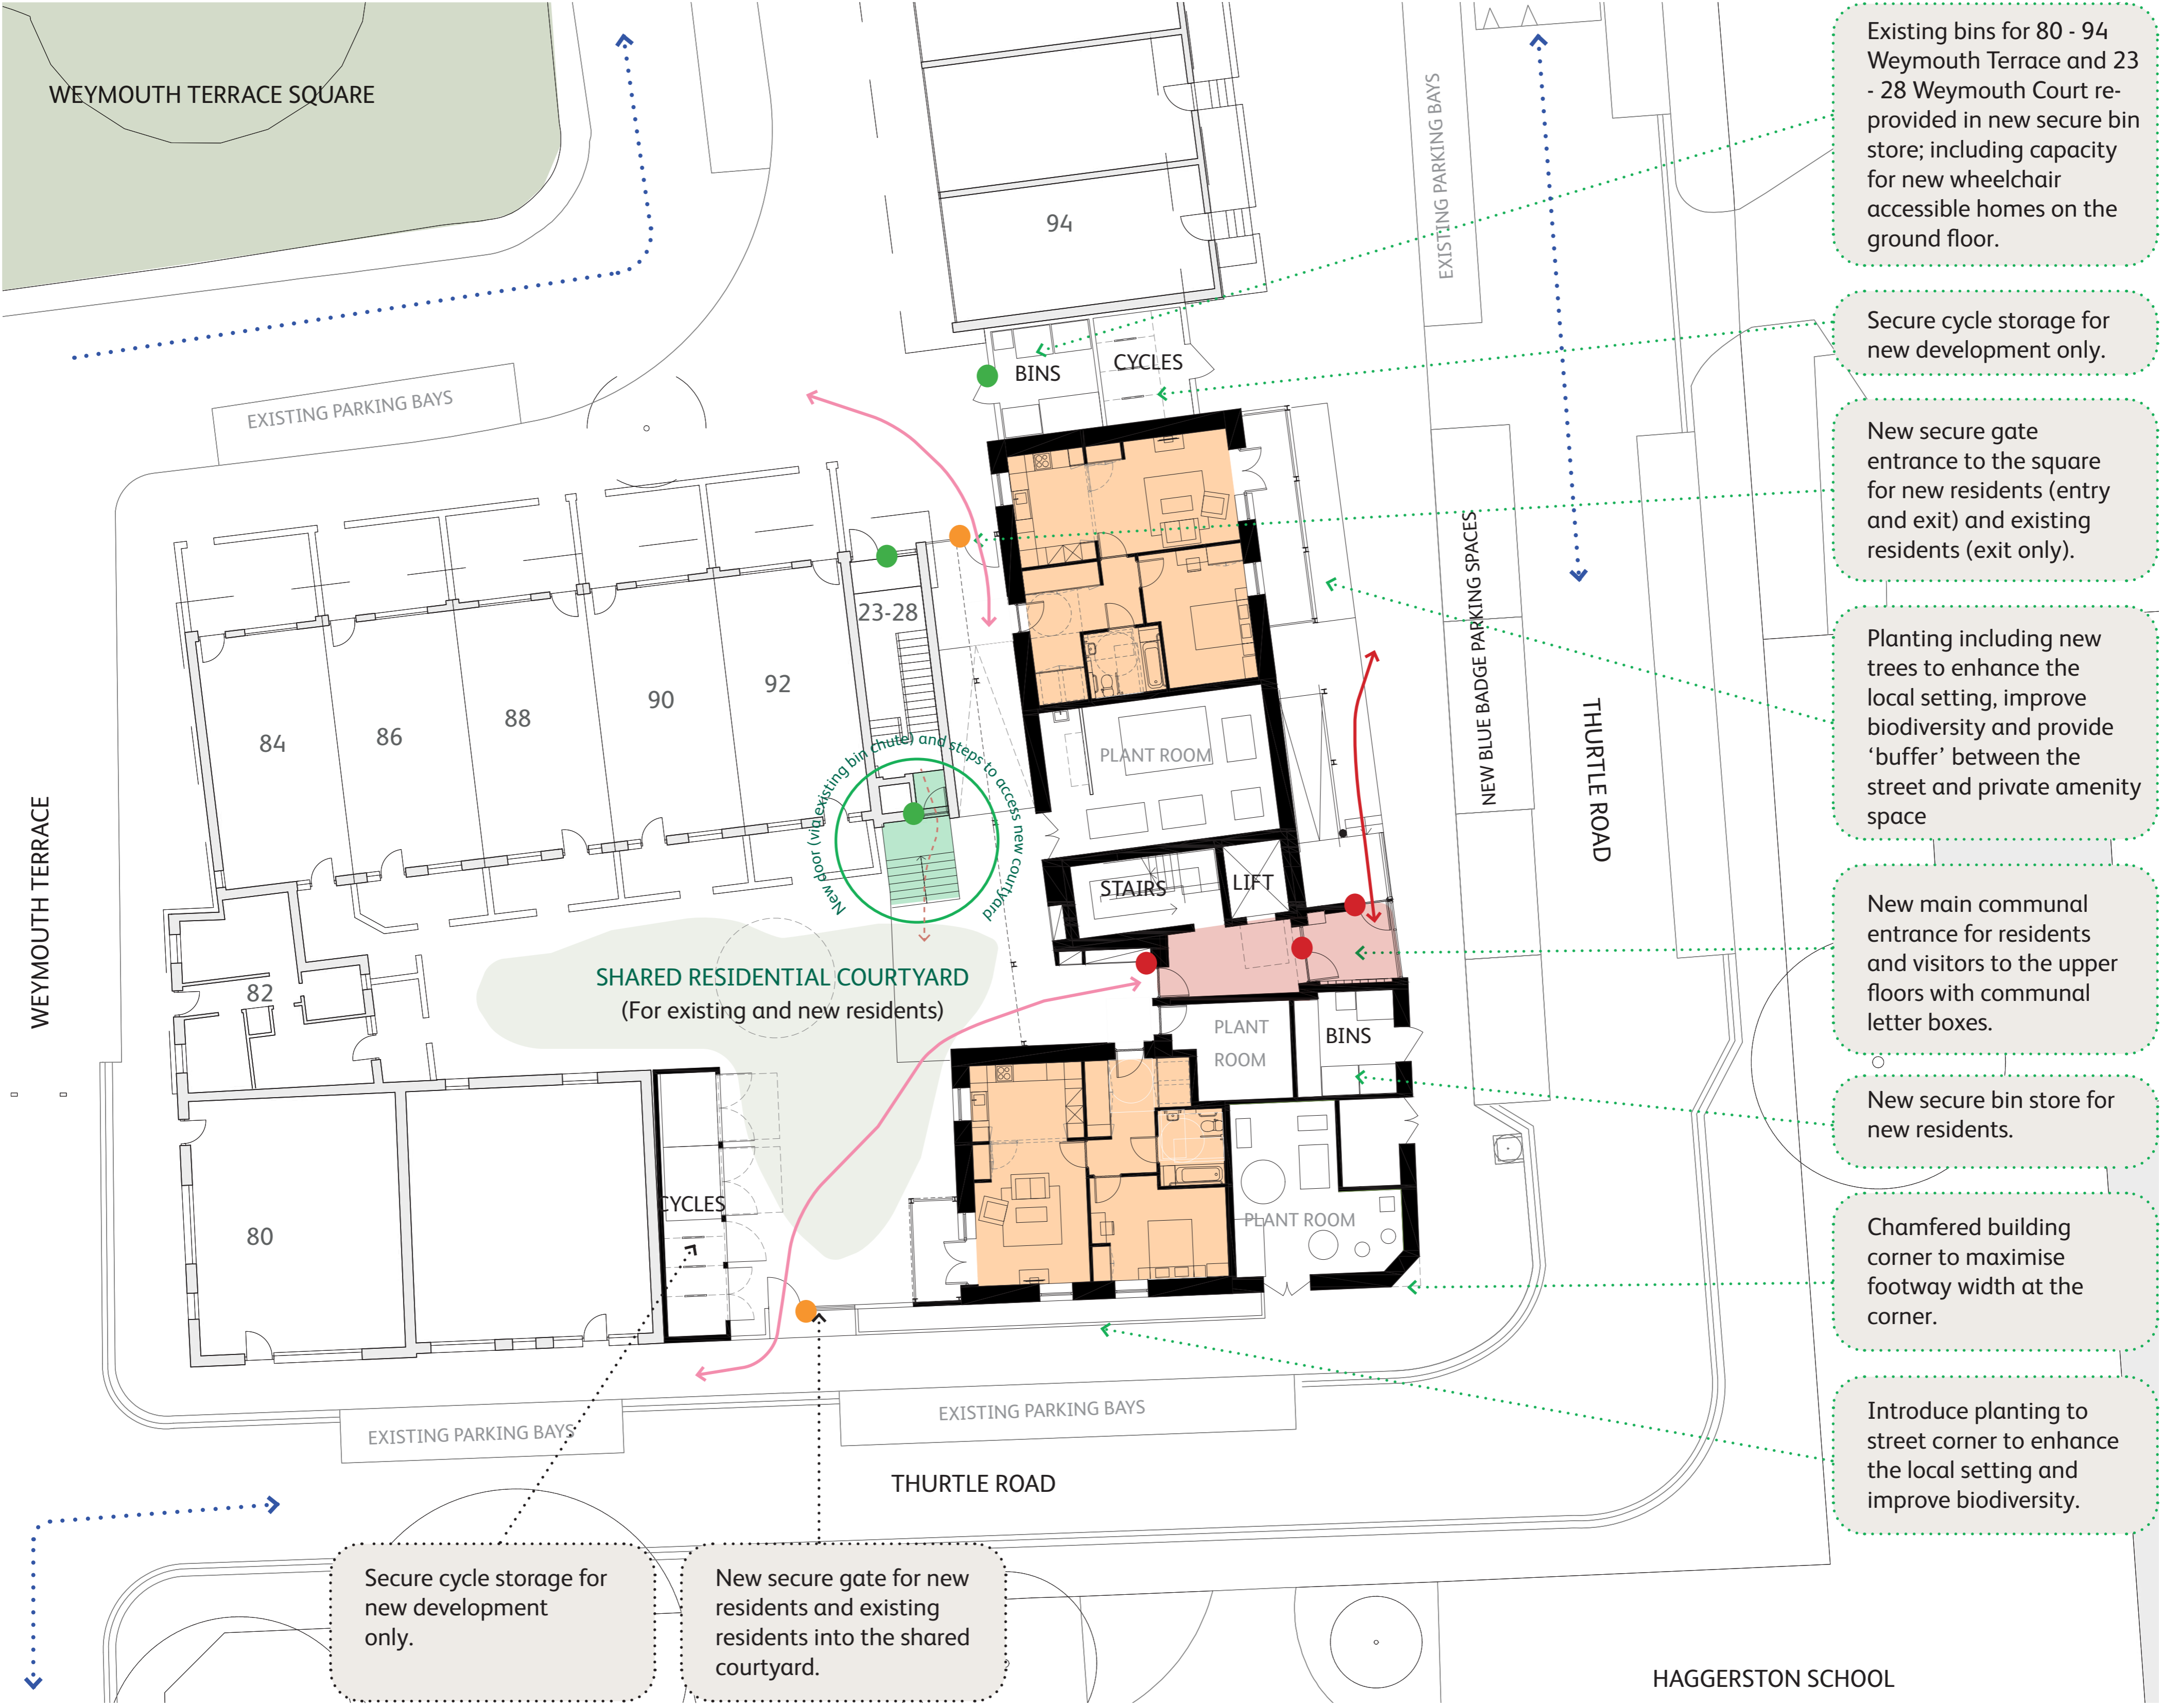 WEYMOUTH TERRACE SQUARE
EXISTING PARKING BAYS
94
BINS
CYCLES
EXISTING PARKING BAYS
23-28
84
86
88
90
92
82
80
New door (via existing bin chute) and steps to access new courtyard
PLANT ROOM
STAIRS
LIFT
NEW BLUE BADGE PARKING SPACES
THURTLE ROAD
WEYMOUTH TERRACE
SHARED RESIDENTIAL COURTYARD
(For existing and new residents)
PLANT
ROOM
BINS
CYCLES
PLANT ROOM
EXISTING PARKING BAYS
EXISTING PARKING BAYS
THURTLE ROAD
HAGGERSTON SCHOOL
Existing bins for 80 - 94
Weymouth Terrace and 23
- 28 Weymouth Court re-
provided in new secure bin
store; including capacity
for new wheelchair
accessible homes on the
ground floor.
Secure cycle storage for
new development only.
New secure gate
entrance to the square
for new residents (entry
and exit) and existing
residents (exit only).
Planting including new
trees to enhance the
local setting, improve
biodiversity and provide
‘buffer’ between the
street and private amenity
space
New main communal
entrance for residents
and visitors to the upper
floors with communal
letter boxes.
New secure bin store for
new residents.
Chamfered building
corner to maximise
footway width at the
corner.
Introduce planting to
street corner to enhance
the local setting and
improve biodiversity.
Secure cycle storage for
new development
only.
New secure gate for new
residents and existing
residents into the shared
courtyard.